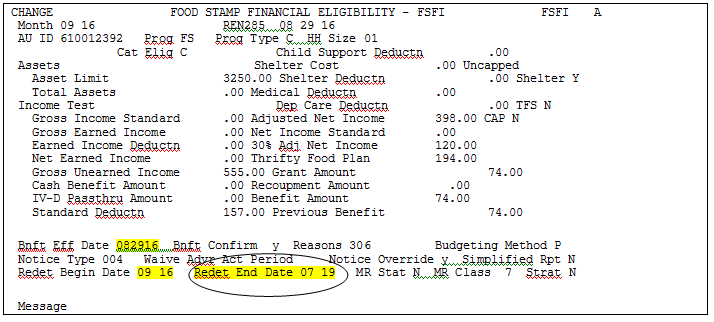 CHANGE FOOD STAMP FINANCIAL ELIGIBILITY - FSFI FSFI A
Month 09 16 REN285 08 29 16
AU ID 610012392 Prog FS Prog Type C HH Size 01
Cat Elig C Child Support Deductn .00
Assets Shelter Cost .00 Uncapped
Asset Limit 3250.00 Shelter Deductn .00 Shelter Y
Total Assets .00 Medical Deductn .00
Income Test Dep Care Deductn .00 TFS N
Gross Income Standard .00 Adjusted Net Income 398.00 CAP N
Gross Earned Income .00 Net Income Standard .00
Earned Income Deductn .00 30% Adj Net Income 120.00
Net Earned Income .00 Thrifty Food Plan 194.00
Gross Unearned Income 555.00 Grant Amount 74.00
Cash Benefit Amount .00 Recoupment Amount .00
IV-D Passthru Amount .00 Benefit Amount 74.00
Standard Deductn 157.00 Previous Benefit 74.00
Bnft Eff Date 082916 Bnft Confirm y Reasons 306 Budgeting Method P
Notice Type 004 Waive Advr Act Period Notice Override y Simplified Rpt N
Redet Begin Date 09 16 Redet End Date 07 19 MR Stat N MR Class 7 Strat N
Message